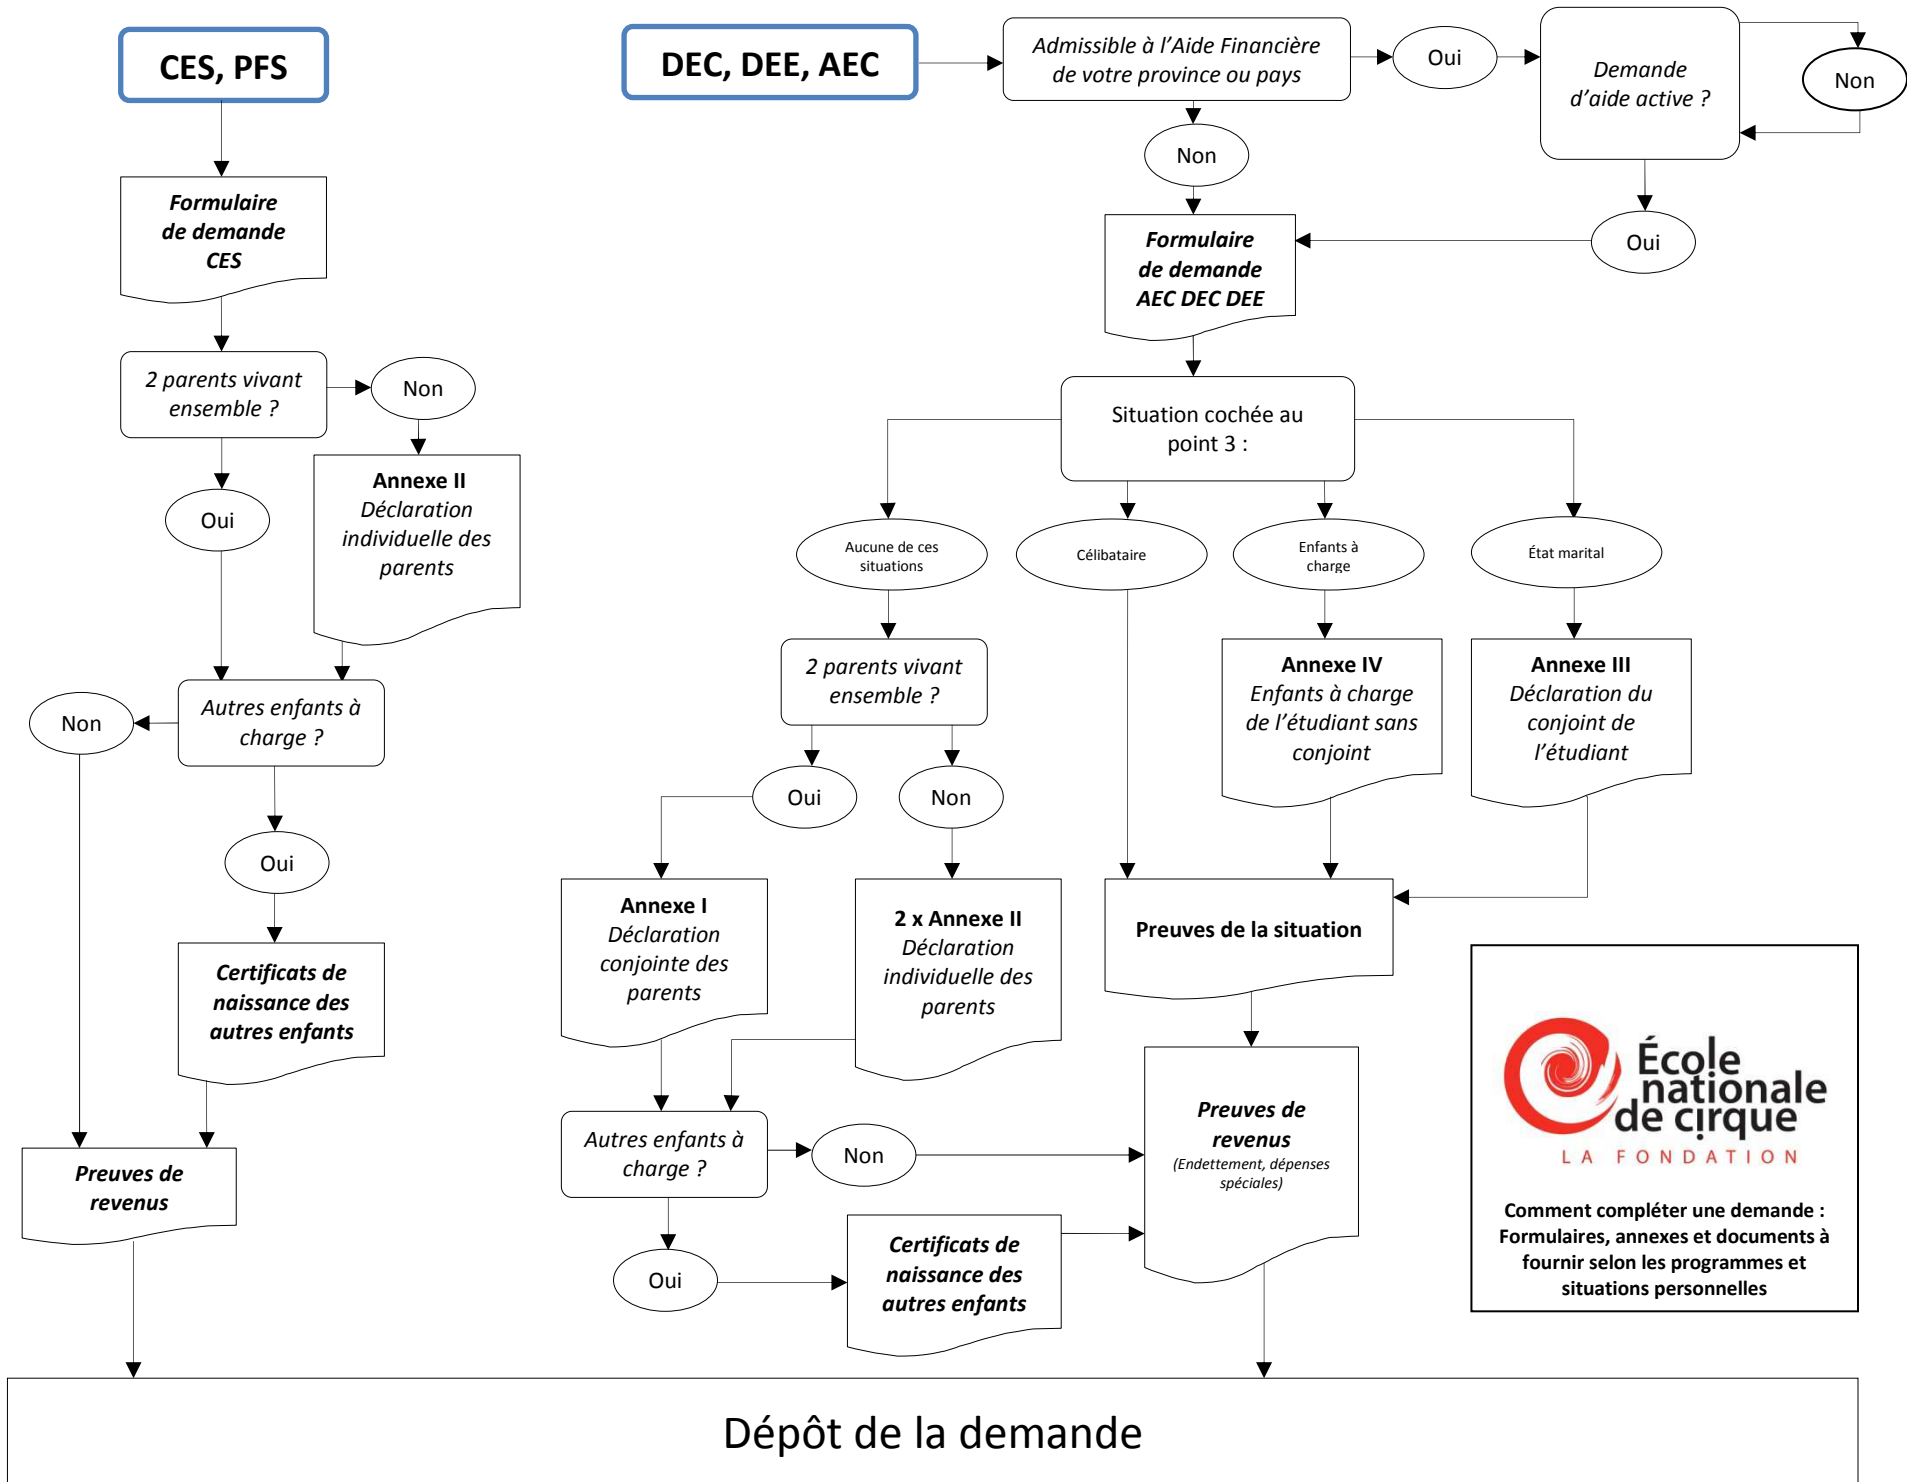 CES, PFS
Formulaire
de demande
CES
2 parents vivant
ensemble ?
Non
Oui
Annexe II
Déclaration
individuelle des
parents
Autres enfants à
charge ?
Non
Oui
Certificats de
naissance des
autres enfants
Preuves de
revenus
DEC, DEE, AEC
Admissible à l’Aide Financière
de votre province ou pays
Oui
Demande
d’aide active ?
Non
Non
Oui
Formulaire
de demande
AEC DEC DEE
Situation cochée au
point 3 :
Aucune de ces
situations
Célibataire
Enfants à
charge
État marital
2 parents vivant
ensemble ?
Oui
Non
Annexe IV
Enfants à charge
de l’étudiant sans
conjoint
Annexe III
Déclaration du
conjoint de
l’étudiant
Annexe I
Déclaration
conjointe des
parents
2 x Annexe II
Déclaration
individuelle des
parents
Preuves de la situation
Autres enfants à
charge ?
Non
Oui
Certificats de
naissance des
autres enfants
Preuves de
revenus
(Endettement, dépenses
spéciales)
École
nationale
de cirque
LA FONDATION
Comment compléter une demande :
Formulaires, annexes et documents à
fournir selon les programmes et
situations personnelles
Dépôt de la demande